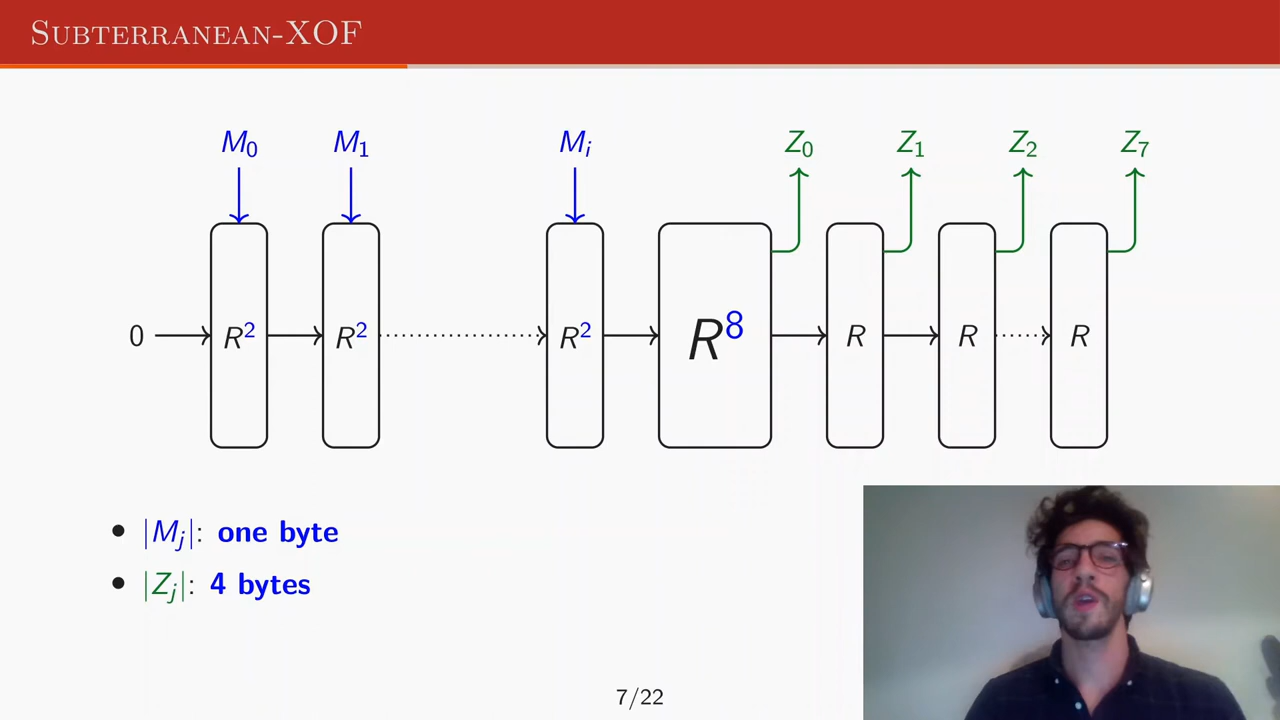 Subterranean-XOF
M₀ M₁ Mᵢ Z₀ Z₁ Z₂ Z₇
0 R² R² R² R⁸ R R R
• |Mⱼ|: one byte
• |Zⱼ|: 4 bytes
7/22